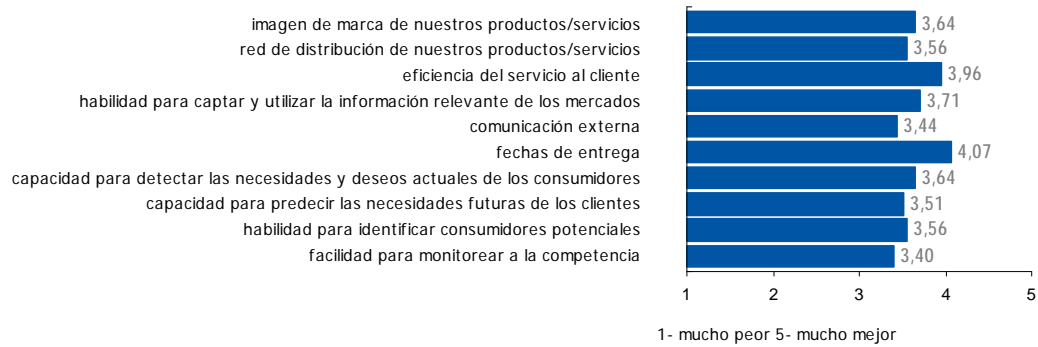 imagen de marca de nuestros productos/servicios 3,64
red de distribución de nuestros productos/servicios 3,56
eficiencia del servicio al cliente 3,96
habilidad para captar y utilizar la información relevante de los mercados 3,71
comunicación externa 3,44
fechas de entrega 4,07
capacidad para detectar las necesidades y deseos actuales de los consumidores 3,64
capacidad para predecir las necesidades futuras de los clientes 3,51
habilidad para identificar consumidores potenciales 3,56
facilidad para monitorear a la competencia 3,40
1 2 3 4 5
1- mucho peor 5- mucho mejor